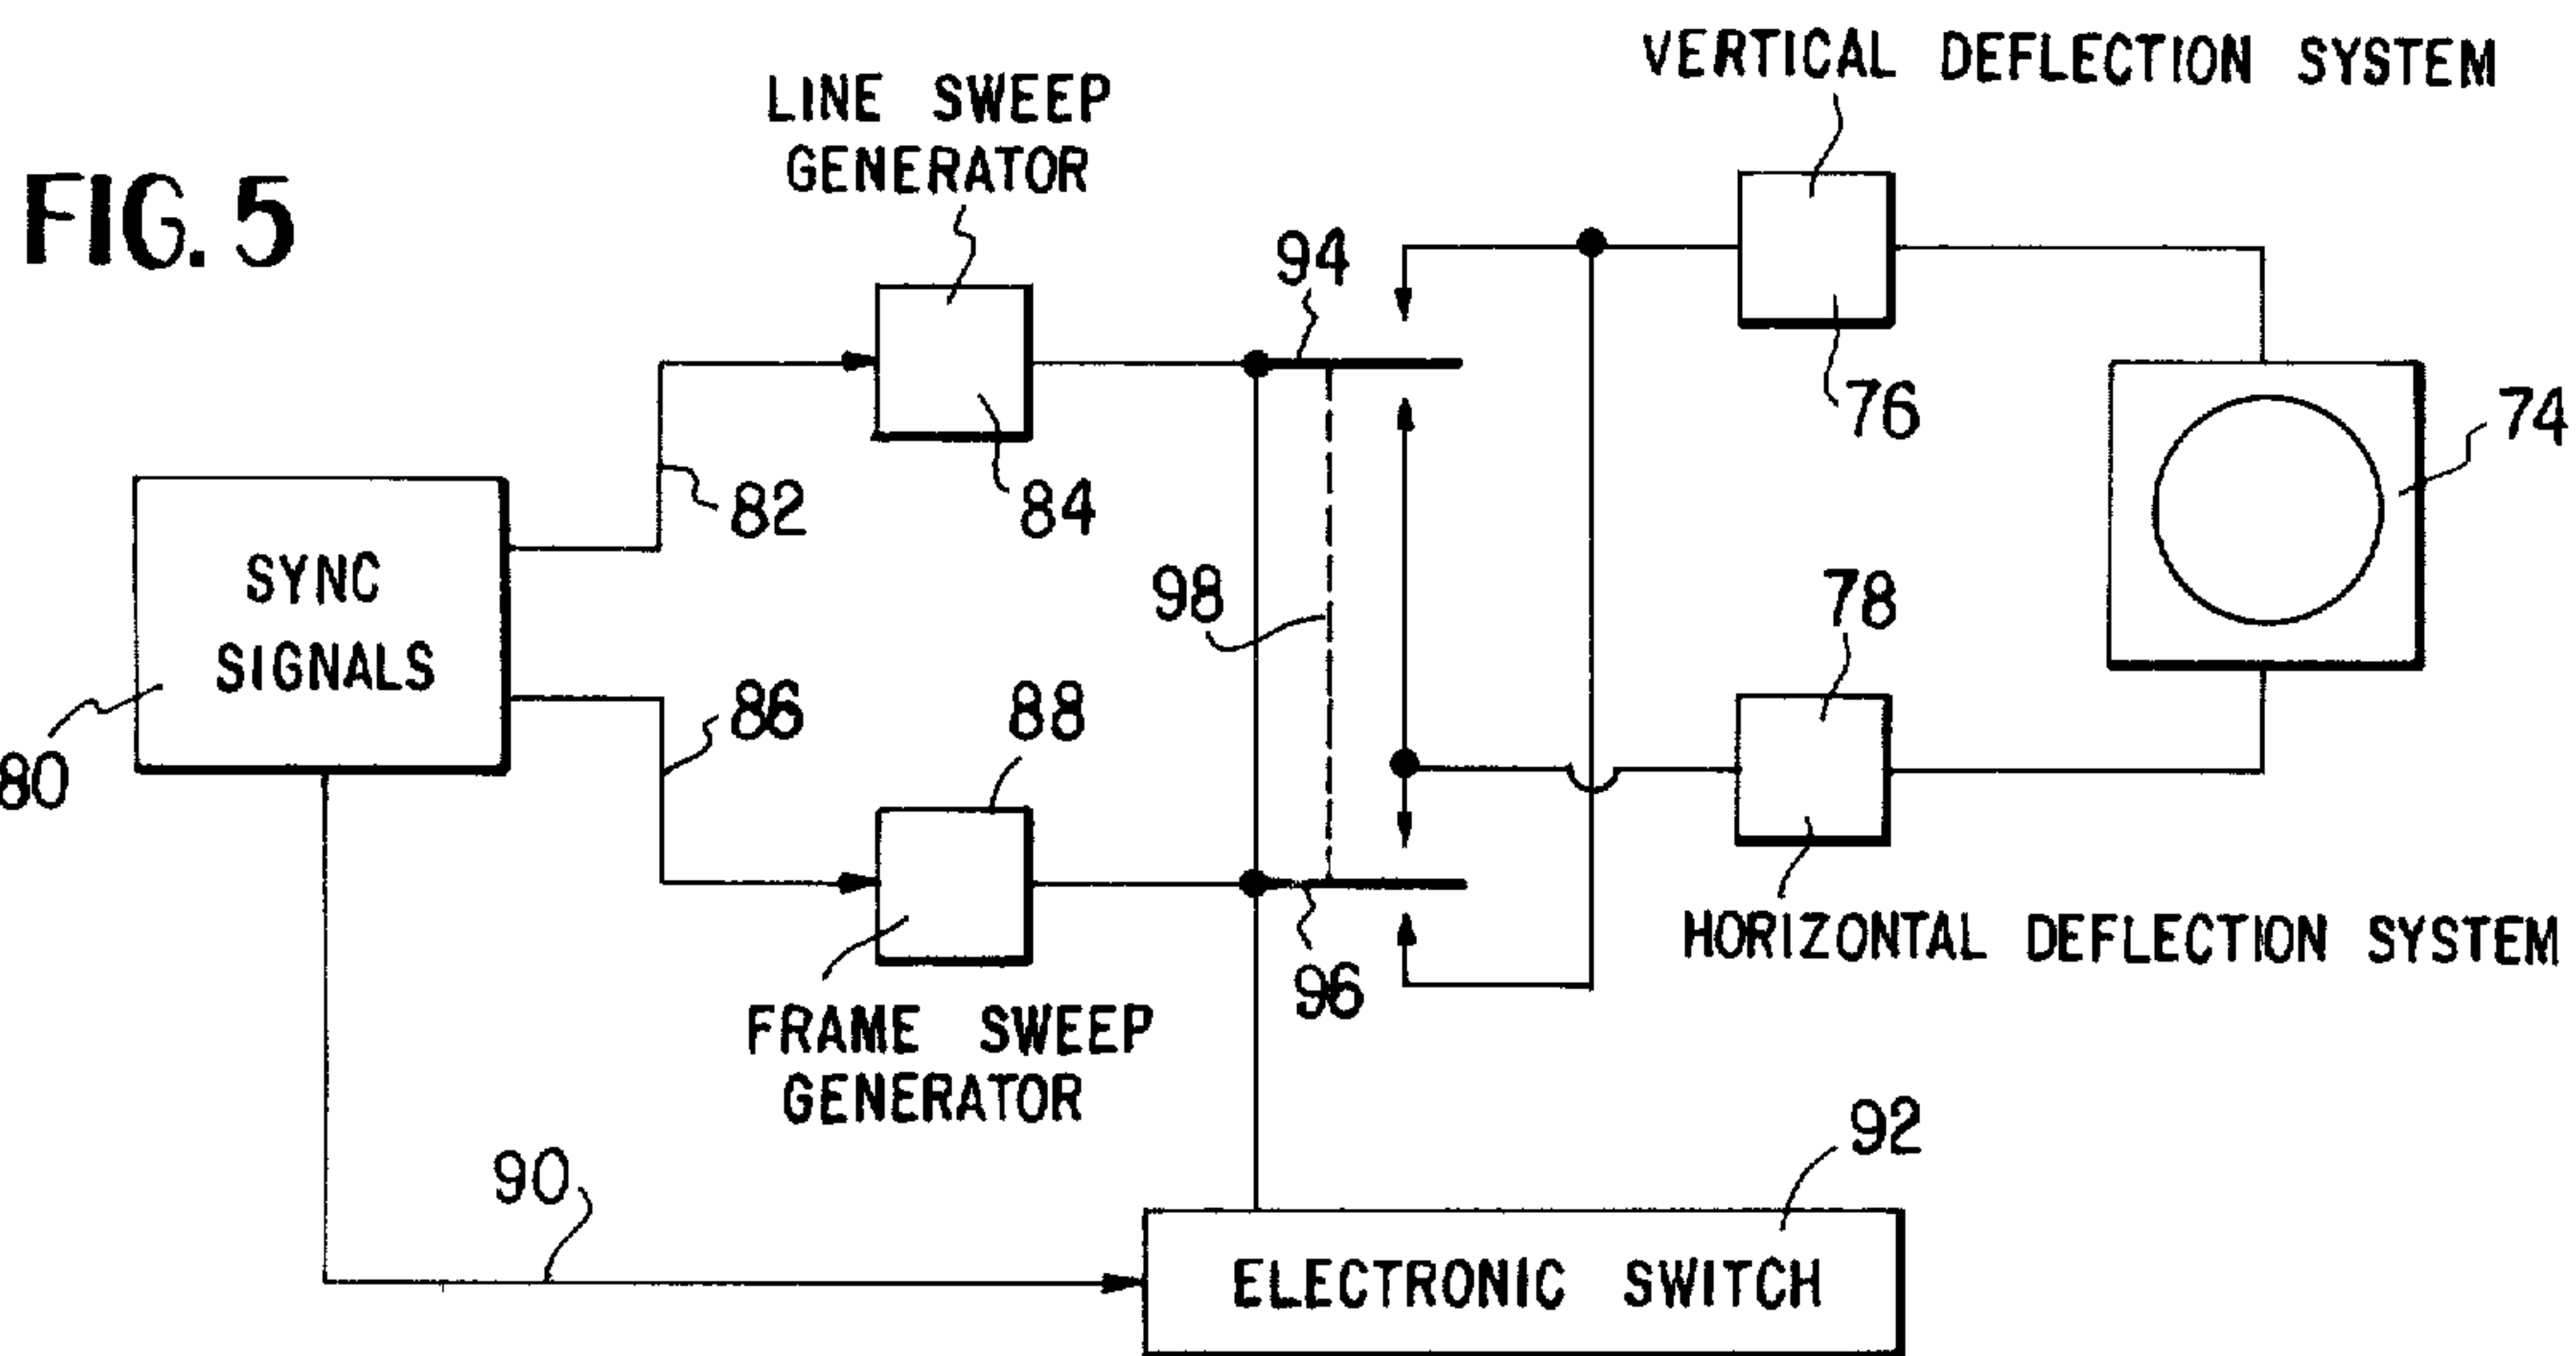 FIG. 5
VERTICAL DEFLECTION SYSTEM
LINE SWEEP
GENERATOR
94
76
74
84
82
SYNC
SIGNALS
80
98
78
86
88
96
HORIZONTAL DEFLECTION SYSTEM
FRAME SWEEP
GENERATOR
90
92
ELECTRONIC SWITCH